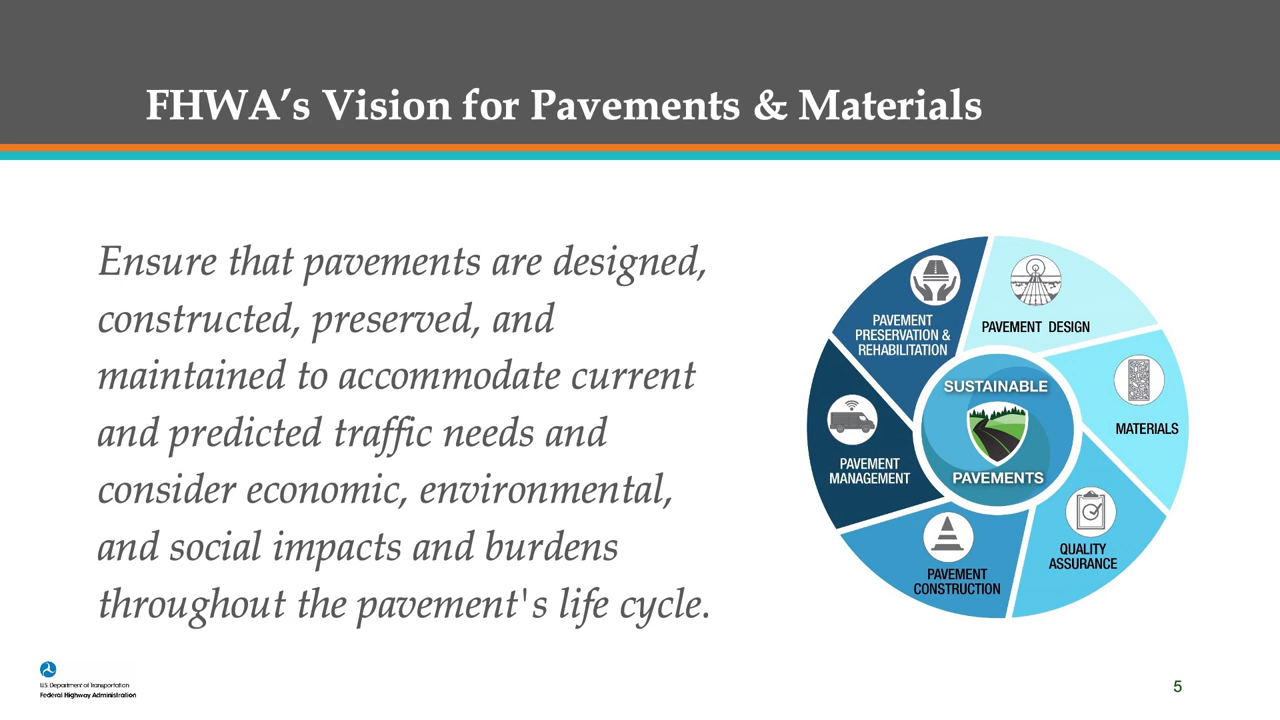 FHWA’s Vision for Pavements & Materials
Ensure that pavements are designed,
constructed, preserved, and
maintained to accommodate current
and predicted traffic needs and
consider economic, environmental,
and social impacts and burdens
throughout the pavement's life cycle.
PAVEMENT
PRESERVATION &
REHABILITATION
PAVEMENT DESIGN
MATERIALS
QUALITY
ASSURANCE
PAVEMENT
CONSTRUCTION
PAVEMENT
MANAGEMENT
SUSTAINABLE
PAVEMENTS
U.S. Department of Transportation
Federal Highway Administration
5